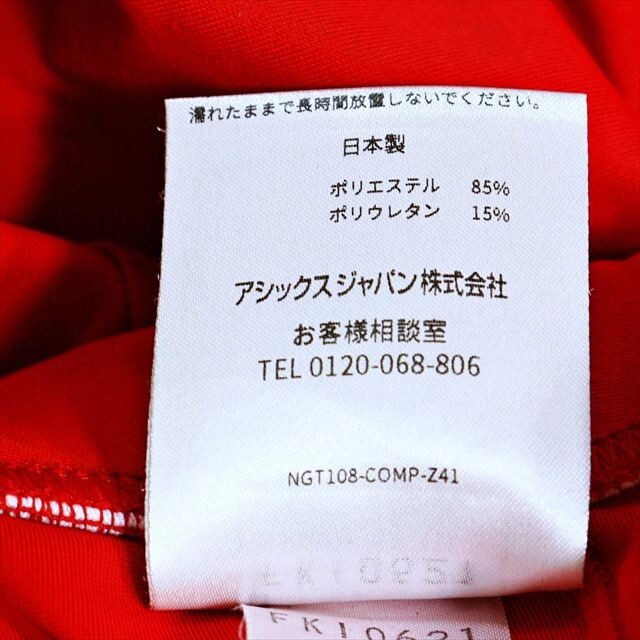 濡れたままで長時間放置しないでください。
日本製
ポリエステル 85%
ポリウレタン 15%
アシックスジャパン株式会社
お客様相談室
TEL 0120-068-806
NGT108-COMP-Z41
FKI0621